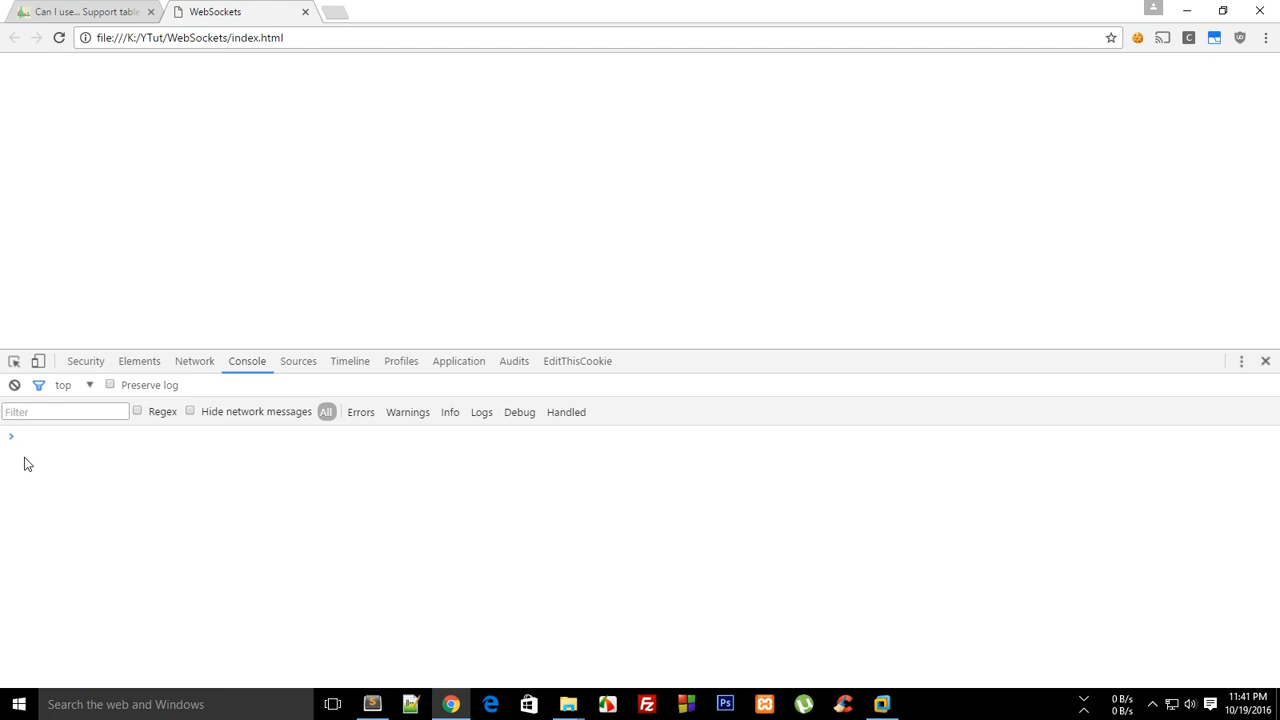 Can I use... Support table
WebSockets
file:///K:/YTut/WebSockets/index.html
C
Security Elements Network Console Sources Timeline Profiles Application Audits EditThisCookie
top Preserve log
Filter Regex Hide network messages All Errors Warnings Info Logs Debug Handled
Search the web and Windows
Ps
Fz
0 B/s
0 B/s
11:41 PM
10/19/2016